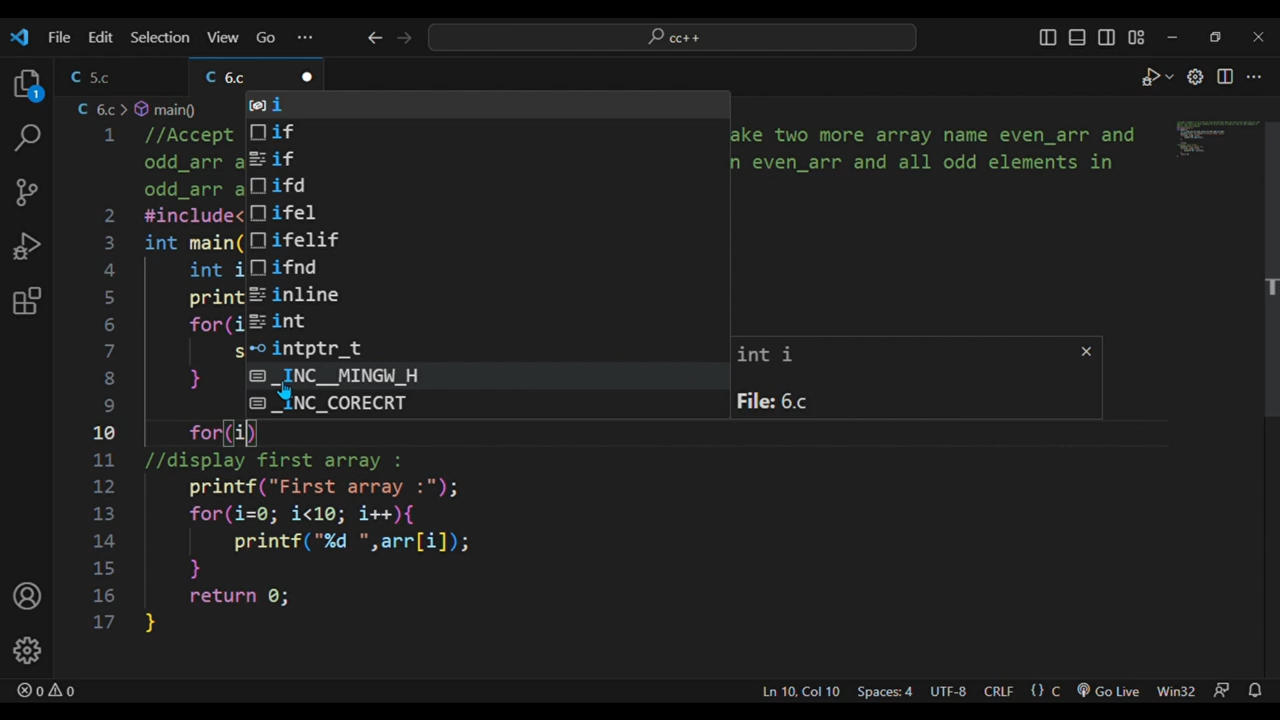 File Edit Selection View Go ··· cc++
5.c 6.c
6.c > main()
1 //Accept ake two more array name even_arr and
odd_arr a n even_arr and all odd elements in
odd_arr a
2 #include<
3 int main(
4 int i
5 print
6 for(i
7 s
8 }
9
10 for(i)
11 //display first array :
12 printf("First array :");
13 for(i=0; i<10; i++){
14 printf("%d ",arr[i]);
15 }
16 return 0;
17 }
i
if
if
ifd
ifel
ifelif
ifnd
inline
int
intptr_t
_INC__MINGW_H
_INC_CORECRT
int i
File: 6.c
1
0 0 Ln 10, Col 10 Spaces: 4 UTF-8 CRLF {} C Go Live Win32